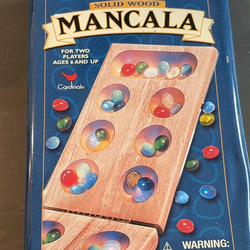 SOLID WOOD
MANCALA
FOR TWO
PLAYERS
AGES 6 AND UP
Cardinal®
WARNING: